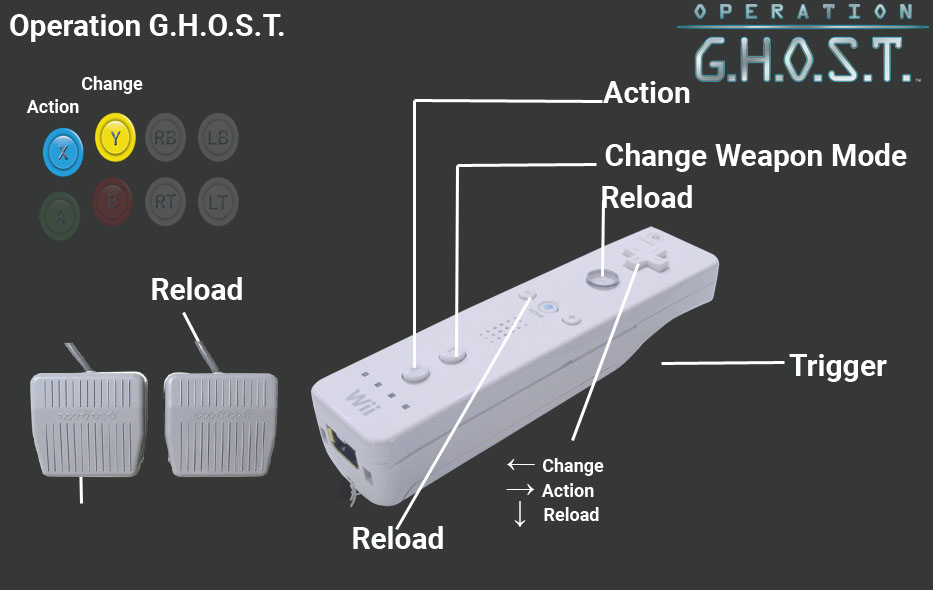 Operation G.H.O.S.T.
OPERATION
G.H.O.S.T.™
Change
Action
X
Y
RB
LB
A
B
RT
LT
Action
Change Weapon Mode
Reload
Reload
Trigger
Wii
← Change
→ Action
↓ Reload
Reload